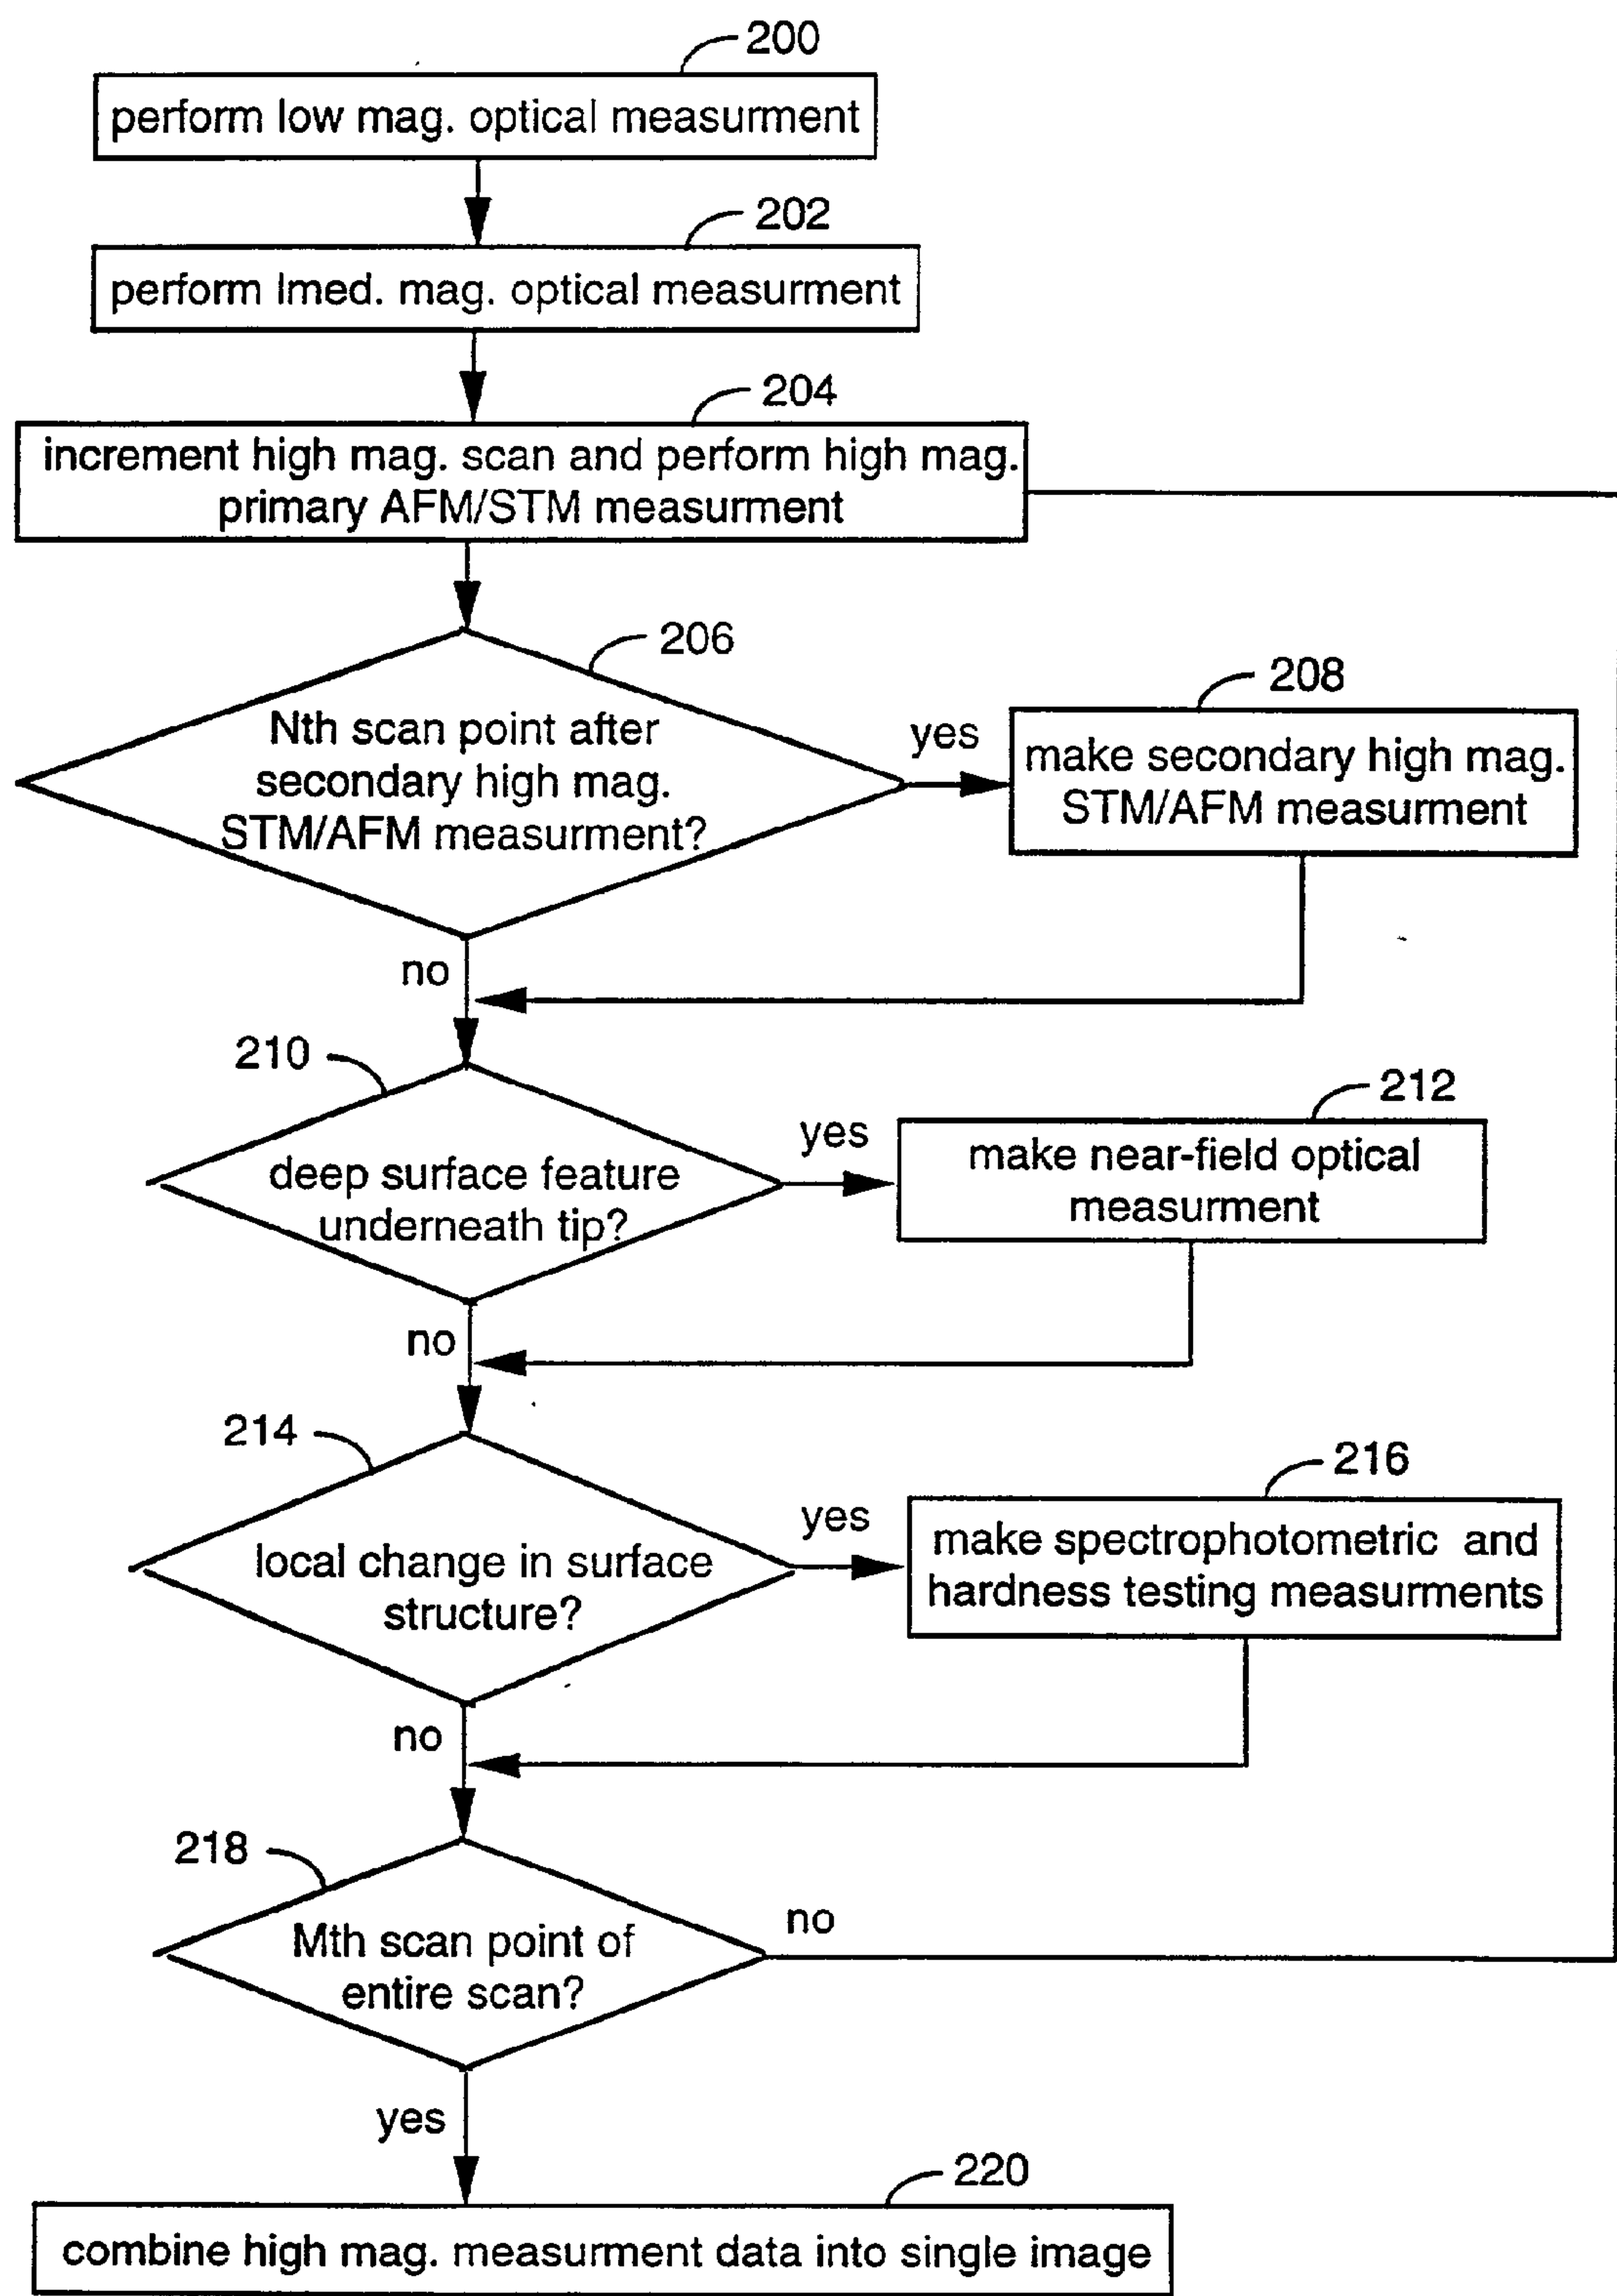 200
perform low mag. optical measurment
202
perform Imed. mag. optical measurment
204
increment high mag. scan and perform high mag.
primary AFM/STM measurment
206
Nth scan point after
secondary high mag.
STM/AFM measurment?
yes
208
make secondary high mag.
STM/AFM measurment
no
210
deep surface feature
underneath tip?
yes
212
make near-field optical
measurment
no
214
local change in surface
structure?
yes
216
make spectrophotometric and
hardness testing measurments
no
218
Mth scan point of
entire scan?
no
yes
220
combine high mag. measurment data into single image